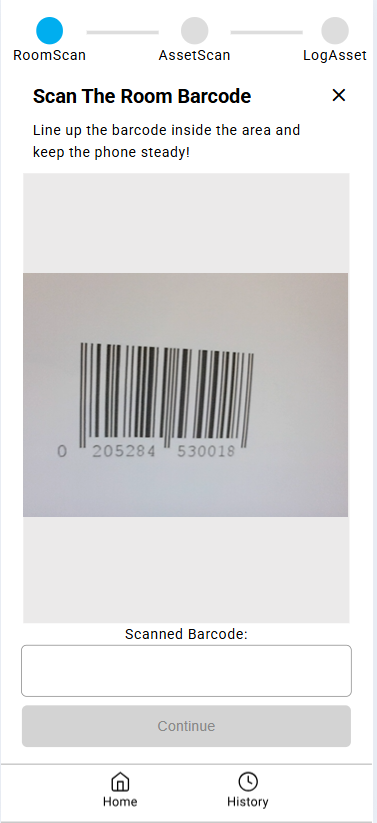 RoomScan AssetScan LogAsset
Scan The Room Barcode
Line up the barcode inside the area and
keep the phone steady!
0 205284 530018
Scanned Barcode:
Continue
Home History